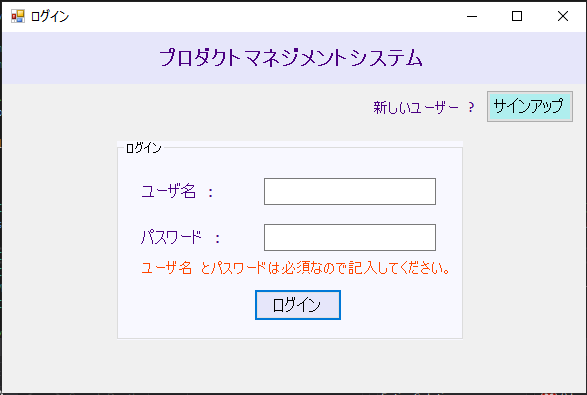 ログイン
プロダクトマネジメントシステム
新しいユーザー ? サインアップ
ログイン
ユーザ名 :
パスワード :
ユーザ名 とパスワードは必須なので記入してください。
ログイン